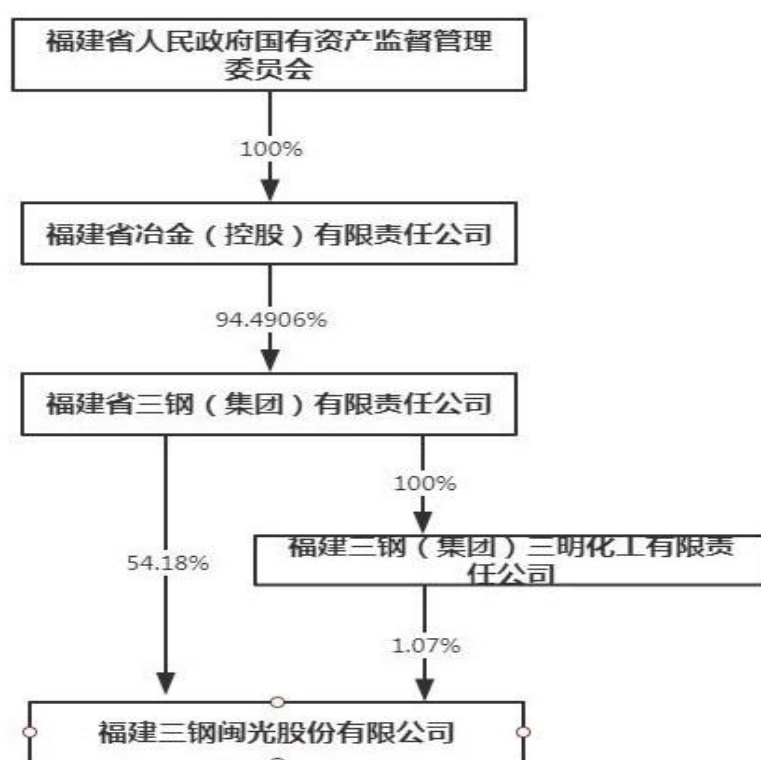 福建省人民政府国有资产监督管理
委员会
100%
福建省冶金（控股）有限责任公司
94.4906%
福建省三钢（集团）有限责任公司
100%
福建三钢（集团）三明化工有限责
任公司
54.18%
1.07%
福建三钢闽光股份有限公司